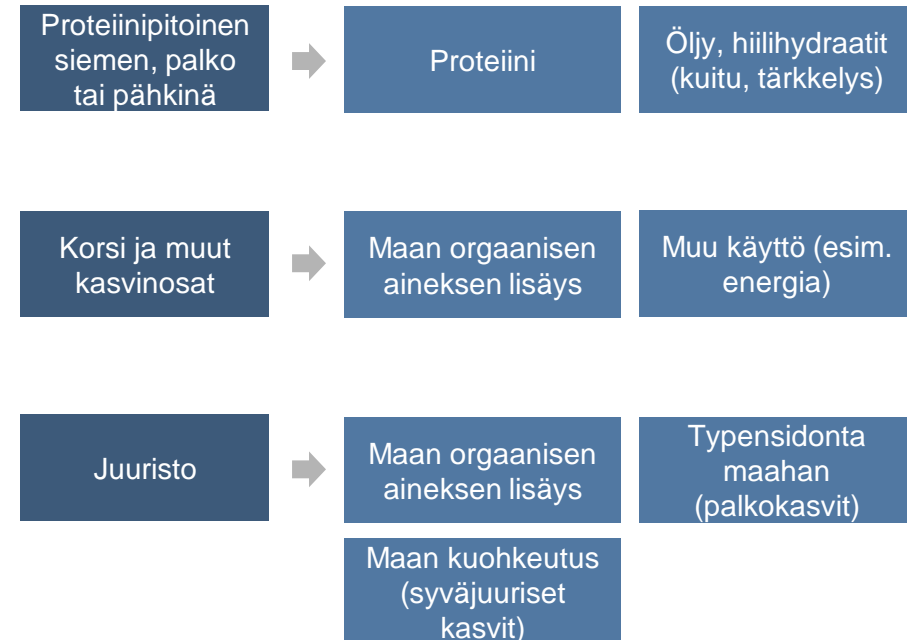 Proteiinipitoinen
siemen, palko
tai pähkinä
Proteiini
Öljy, hiilihydraatit
(kuitu, tärkkelys)
Korsi ja muut
kasvinosat
Maan orgaanisen
aineksen lisäys
Muu käyttö (esim.
energia)
Juuristo
Maan orgaanisen
aineksen lisäys
Typensidonta
maahan
(palkokasvit)
Maan kuohkeutus
(syväjuuriset
kasvit)